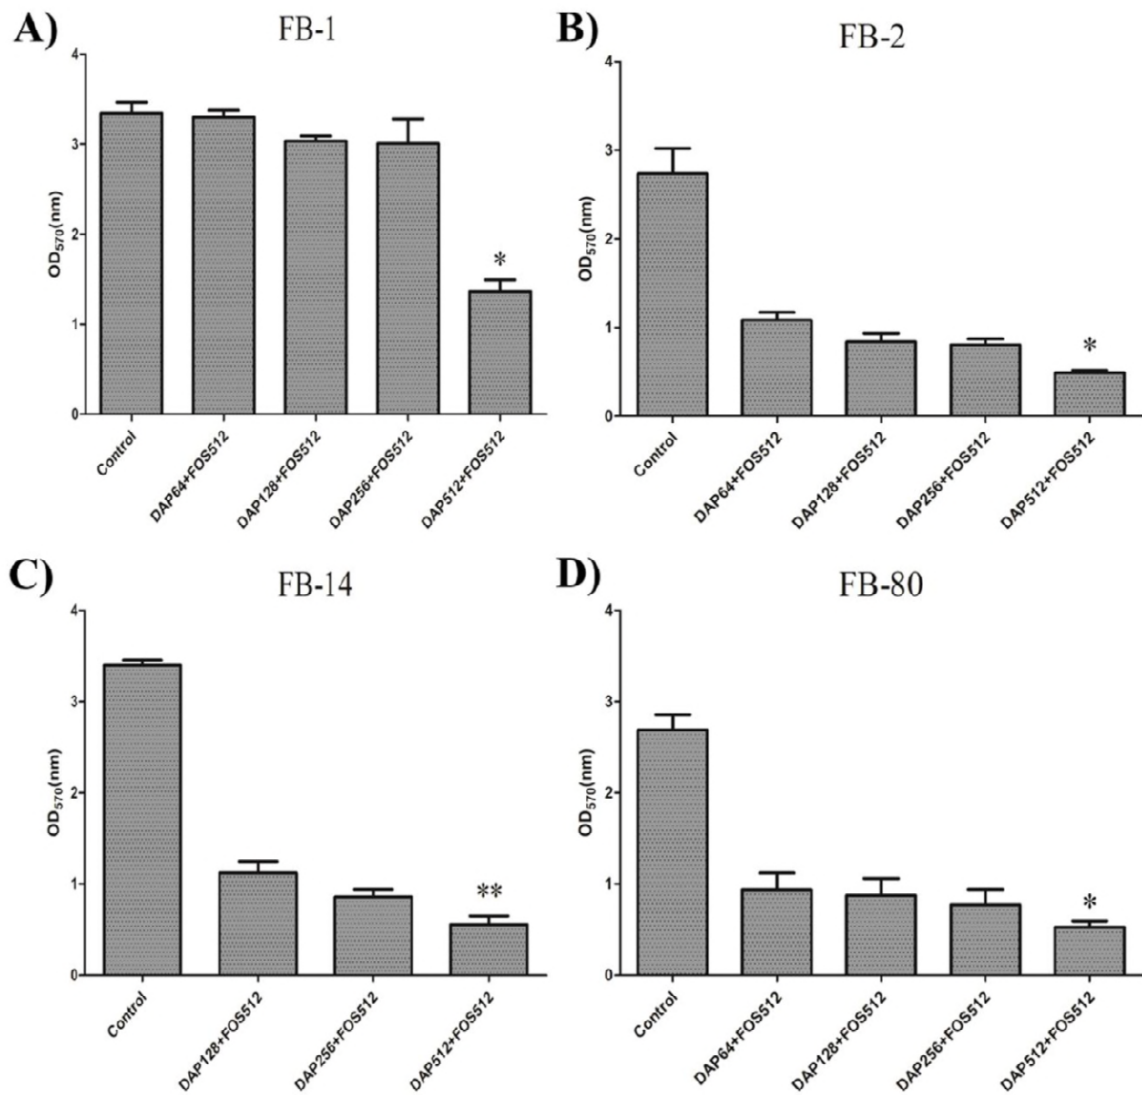 A)
FB-1
4
3
2
1
0
OD570(nm)
*
Control
DAP64+FOS512
DAP128+FOS512
DAP256+FOS512
DAP512+FOS512
B)
FB-2
4
3
2
1
0
OD570(nm)
*
Control
DAP64+FOS512
DAP128+FOS512
DAP256+FOS512
DAP512+FOS512
C)
FB-14
4
3
2
1
0
OD570(nm)
**
Control
DAP128+FOS512
DAP256+FOS512
DAP512+FOS512
D)
FB-80
4
3
2
1
0
OD570(nm)
*
Control
DAP64+FOS512
DAP128+FOS512
DAP256+FOS512
DAP512+FOS512